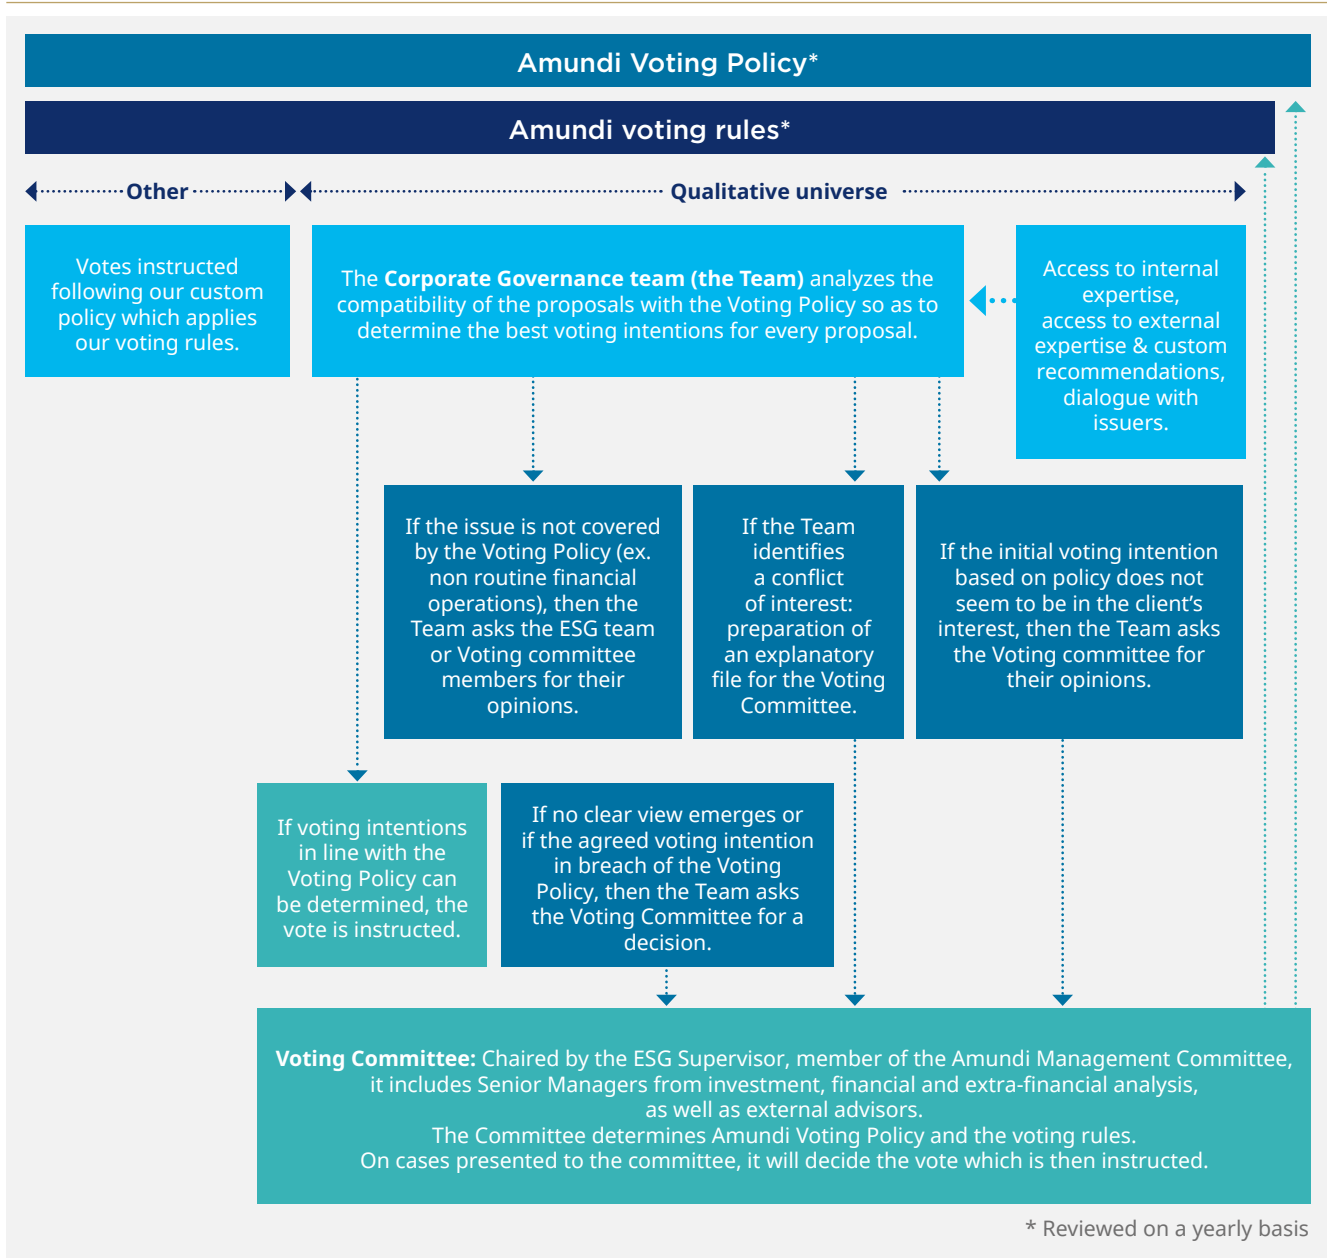 Amundi Voting Policy*
Amundi voting rules*
Other
Qualitative universe
Votes instructed
following our custom
policy which applies
our voting rules.
The Corporate Governance team (the Team) analyzes the
compatibility of the proposals with the Voting Policy so as to
determine the best voting intentions for every proposal.
Access to internal
expertise,
access to external
expertise & custom
recommendations,
dialogue with
issuers.
If the issue is not covered
by the Voting Policy (ex.
non routine financial
operations), then the
Team asks the ESG team
or Voting committee
members for their
opinions.
If the Team
identifies
a conflict
of interest:
preparation of
an explanatory
file for the Voting
Committee.
If the initial voting intention
based on policy does not
seem to be in the client’s
interest, then the Team asks
the Voting committee for
their opinions.
If voting intentions
in line with the
Voting Policy can
be determined, the
vote is instructed.
If no clear view emerges or
if the agreed voting intention
in breach of the Voting
Policy, then the Team asks
the Voting Committee for a
decision.
Voting Committee: Chaired by the ESG Supervisor, member of the Amundi Management Committee,
it includes Senior Managers from investment, financial and extra-financial analysis,
as well as external advisors.
The Committee determines Amundi Voting Policy and the voting rules.
On cases presented to the committee, it will decide the vote which is then instructed.
* Reviewed on a yearly basis